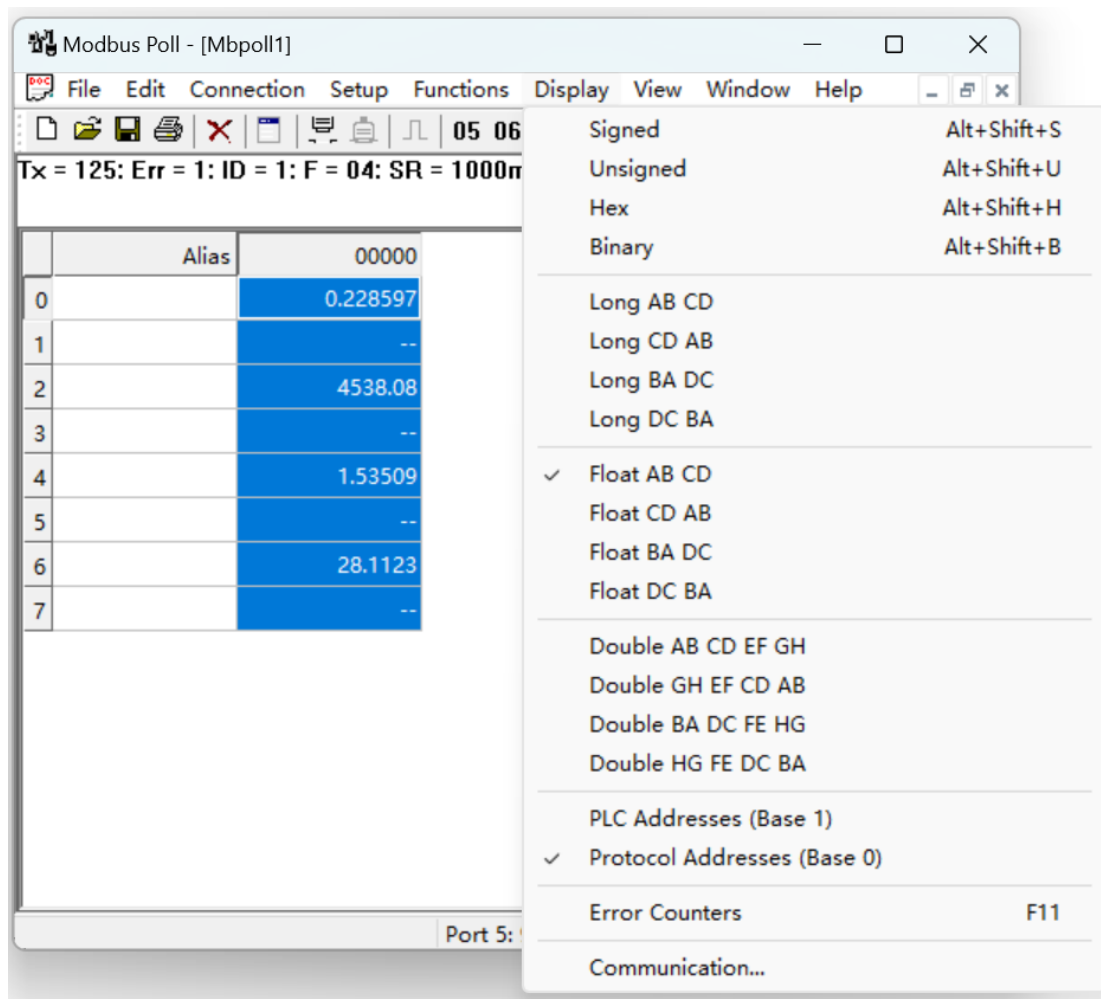 Modbus Poll - [Mbpoll1]
File Edit Connection Setup Functions Display View Window Help
05 06
Tx = 125: Err = 1: ID = 1: F = 04: SR = 1000m
Alias 00000
0 0.228597
1 --
2 4538.08
3 --
4 1.53509
5 --
6 28.1123
7 --
Port 5:
Signed Alt+Shift+S
Unsigned Alt+Shift+U
Hex Alt+Shift+H
Binary Alt+Shift+B
Long AB CD
Long CD AB
Long BA DC
Long DC BA
Float AB CD
Float CD AB
Float BA DC
Float DC BA
Double AB CD EF GH
Double GH EF CD AB
Double BA DC FE HG
Double HG FE DC BA
PLC Addresses (Base 1)
Protocol Addresses (Base 0)
Error Counters F11
Communication...